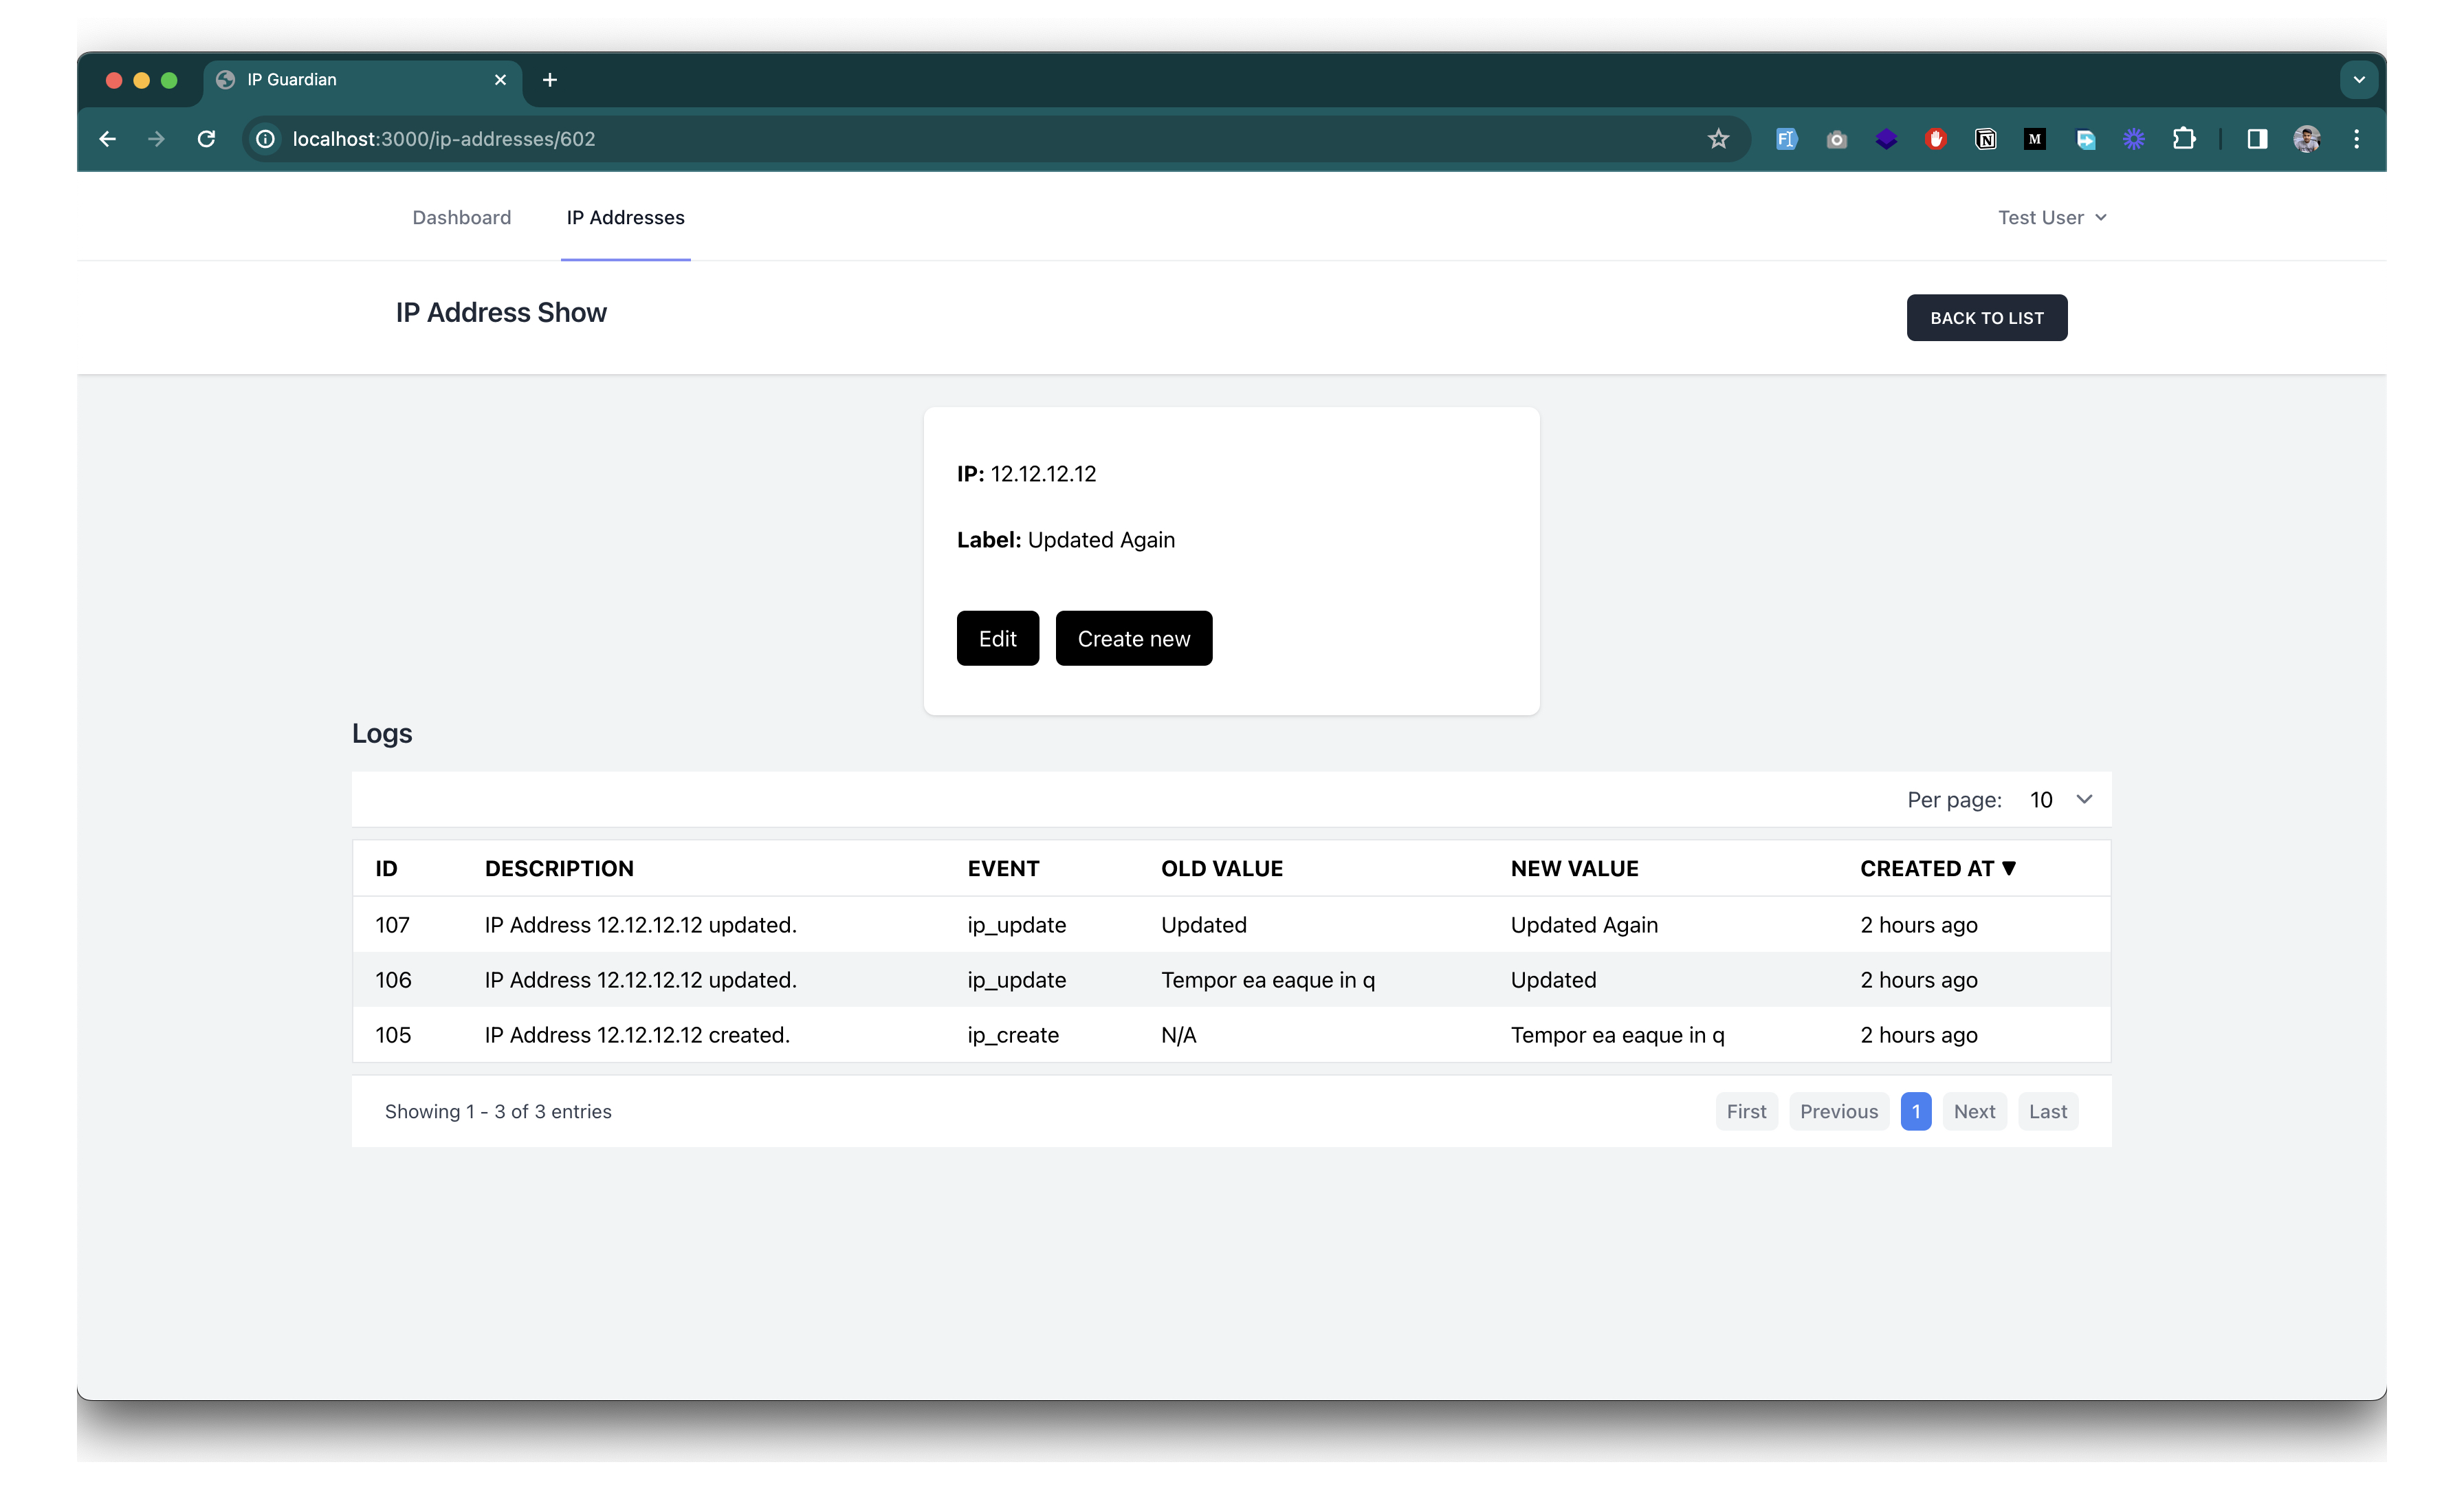 IP Guardian
localhost:3000/ip-addresses/602
Dashboard IP Addresses Test User
IP Address Show BACK TO LIST
IP: 12.12.12.12
Label: Updated Again
Edit Create new
Logs
Per page: 10
ID DESCRIPTION EVENT OLD VALUE NEW VALUE CREATED AT ▼
107 IP Address 12.12.12.12 updated. ip_update Updated Updated Again 2 hours ago
106 IP Address 12.12.12.12 updated. ip_update Tempor ea eaque in q Updated 2 hours ago
105 IP Address 12.12.12.12 created. ip_create N/A Tempor ea eaque in q 2 hours ago
Showing 1 - 3 of 3 entries First Previous 1 Next Last